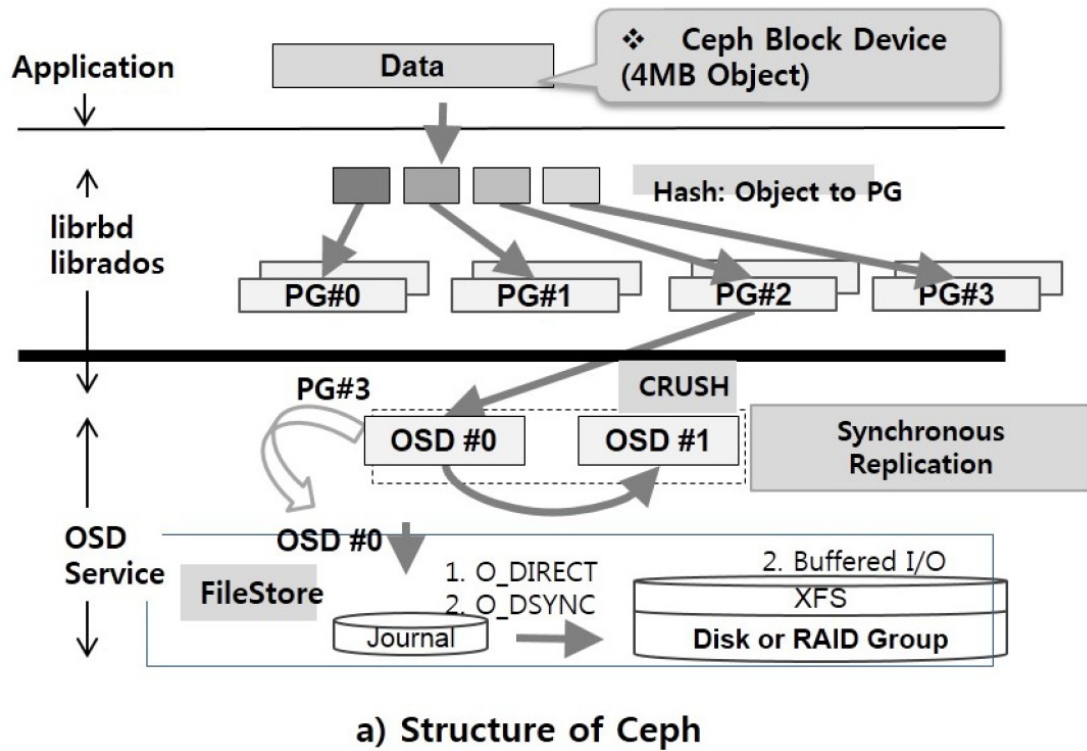 Application
Data
❖ Ceph Block Device
(4MB Object)
librbd
librados
Hash: Object to PG
PG#0
PG#1
PG#2
PG#3
PG#3
CRUSH
OSD #0
OSD #1
Synchronous
Replication
OSD
Service
OSD #0
FileStore
1. O_DIRECT
2. O_DSYNC
Journal
2. Buffered I/O
XFS
Disk or RAID Group
a) Structure of Ceph